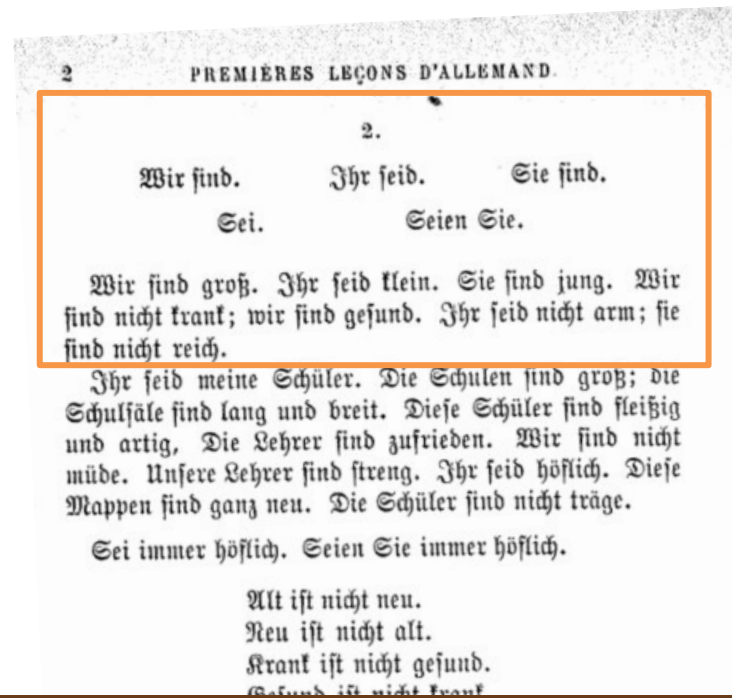 2 PREMIÈRES LEÇONS D'ALLEMAND.
2.
Wir sind. Ihr seid. Sie sind.
Sei. Seien Sie.
Wir sind groß. Ihr seid klein. Sie sind jung. Wir
sind nicht krank; wir sind gesund. Ihr seid nicht arm; sie
sind nicht reich.
Ihr seid meine Schüler. Die Schulen sind groß; die
Schulsäle sind lang und breit. Diese Schüler sind fleißig
und artig, Die Lehrer sind zufrieden. Wir sind nicht
müde. Unsere Lehrer sind streng. Ihr seid höflich. Diese
Mappen sind ganz neu. Die Schüler sind nicht träge.
Sei immer höflich. Seien Sie immer höflich.
Alt ist nicht neu.
Neu ist nicht alt.
Krank ist nicht gesund.
Gesund ist nicht krank